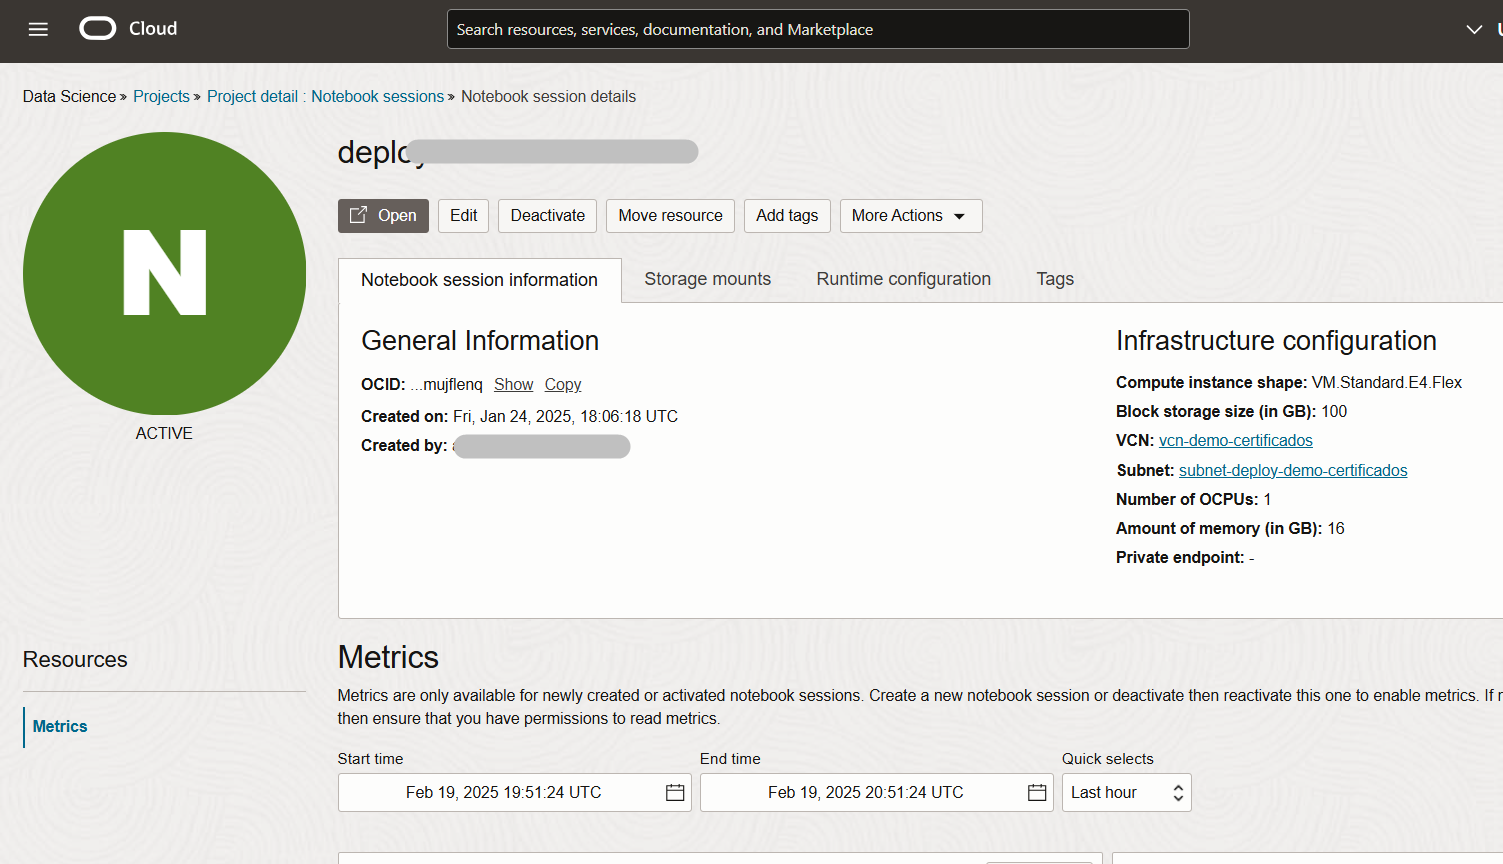 Cloud
Search resources, services, documentation, and Marketplace
Data Science » Projects » Project detail : Notebook sessions » Notebook session details
N
ACTIVE
Open Edit Deactivate Move resource Add tags More Actions
Notebook session information Storage mounts Runtime configuration Tags
General Information
OCID: ...mujflenq Show Copy
Created on: Fri, Jan 24, 2025, 18:06:18 UTC
Created by:
Infrastructure configuration
Compute instance shape: VM.Standard.E4.Flex
Block storage size (in GB): 100
VCN: vcn-demo-certificados
Subnet: subnet-deploy-demo-certificados
Number of OCPUs: 1
Amount of memory (in GB): 16
Private endpoint: -
Resources
Metrics
Metrics
Metrics are only available for newly created or activated notebook sessions. Create a new notebook session or deactivate then reactivate this one to enable metrics. If
then ensure that you have permissions to read metrics.
Start time End time Quick selects
Feb 19, 2025 19:51:24 UTC Feb 19, 2025 20:51:24 UTC Last hour